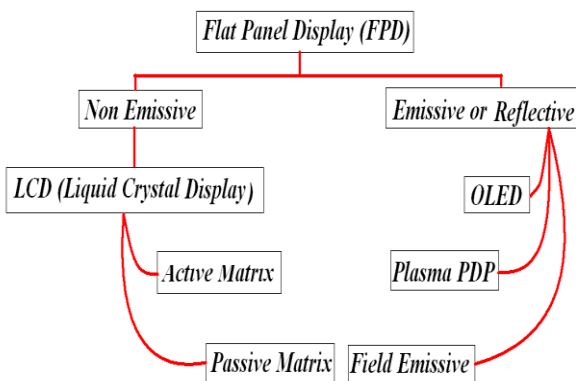 Flat Panel Display (FPD)
Non Emissive
Emissive or Reflective
LCD (Liquid Crystal Display)
OLED
Active Matrix
Plasma PDP
Passive Matrix
Field Emissive